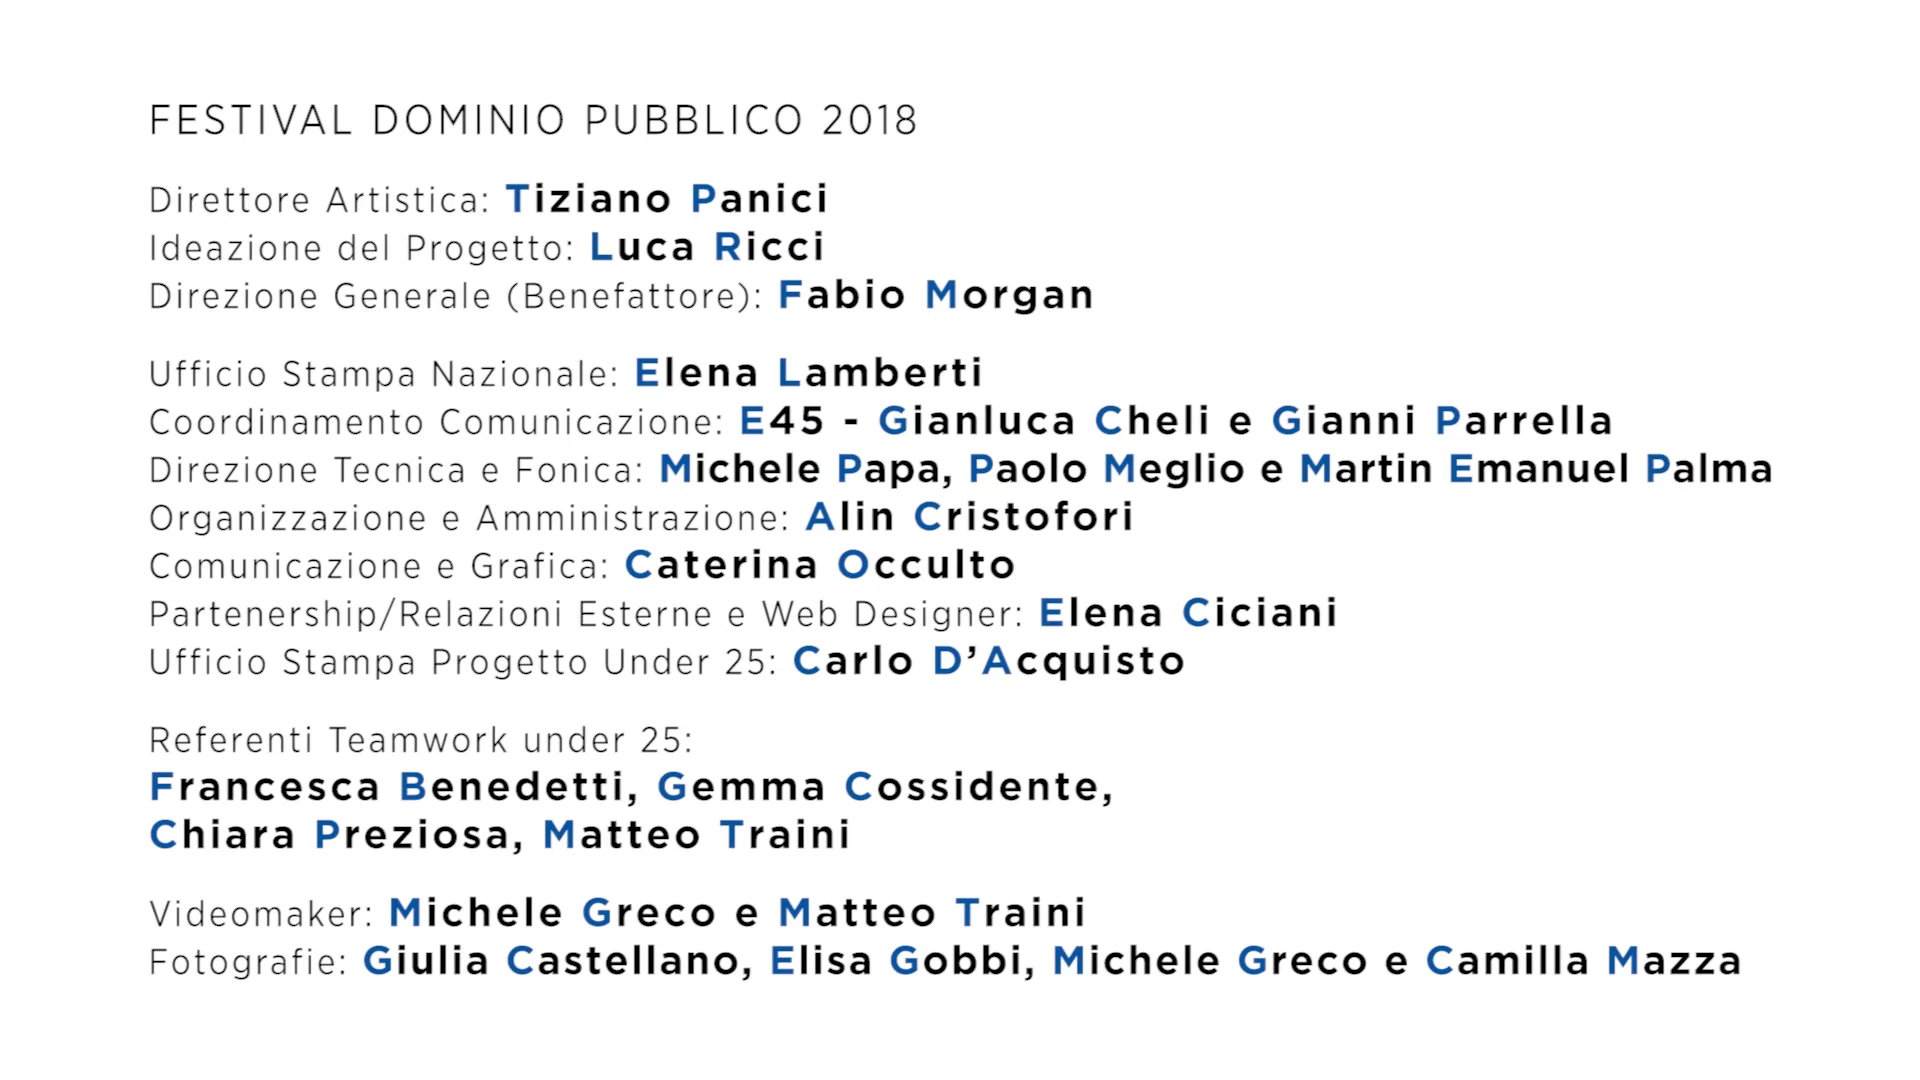 FESTIVAL DOMINIO PUBBLICO 2018
Direttore Artistica: Tiziano Panici
Ideazione del Progetto: Luca Ricci
Direzione Generale (Benefattore): Fabio Morgan
Ufficio Stampa Nazionale: Elena Lamberti
Coordinamento Comunicazione: E45 - Gianluca Cheli e Gianni Parrella
Direzione Tecnica e Fonica: Michele Papa, Paolo Meglio e Martin Emanuel Palma
Organizzazione e Amministrazione: Alin Cristofori
Comunicazione e Grafica: Caterina Occulto
Partenership/Relazioni Esterne e Web Designer: Elena Ciciani
Ufficio Stampa Progetto Under 25: Carlo D’Acquisto
Referenti Teamwork under 25:
Francesca Benedetti, Gemma Cossidente,
Chiara Preziosa, Matteo Traini
Videomaker: Michele Greco e Matteo Traini
Fotografie: Giulia Castellano, Elisa Gobbi, Michele Greco e Camilla Mazza